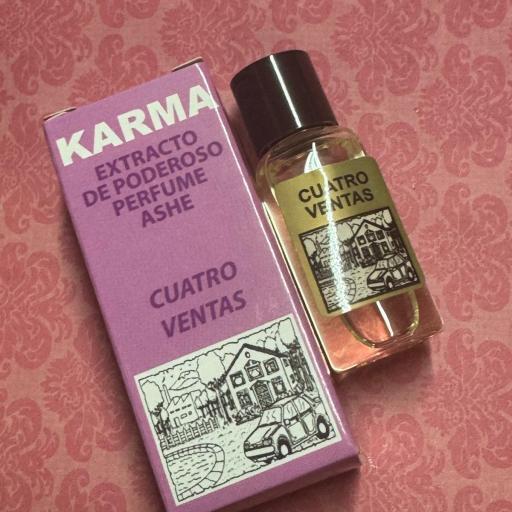 KARMA
EXTRACTO
DE PODEROSO
PERFUME
ASHE
CUATRO
VENTAS
CUATRO
VENTAS